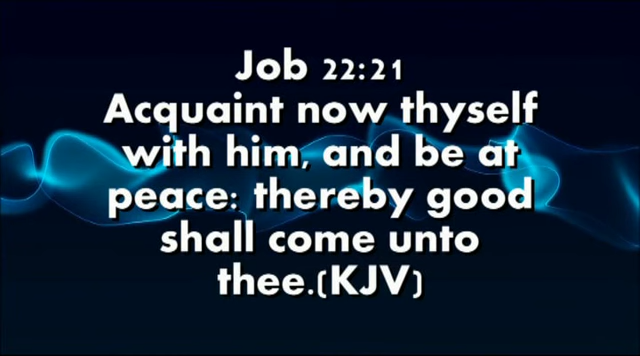 Job 22:21
Acquaint now thyself
with him, and be at
peace: thereby good
shall come unto
thee.(KJV)